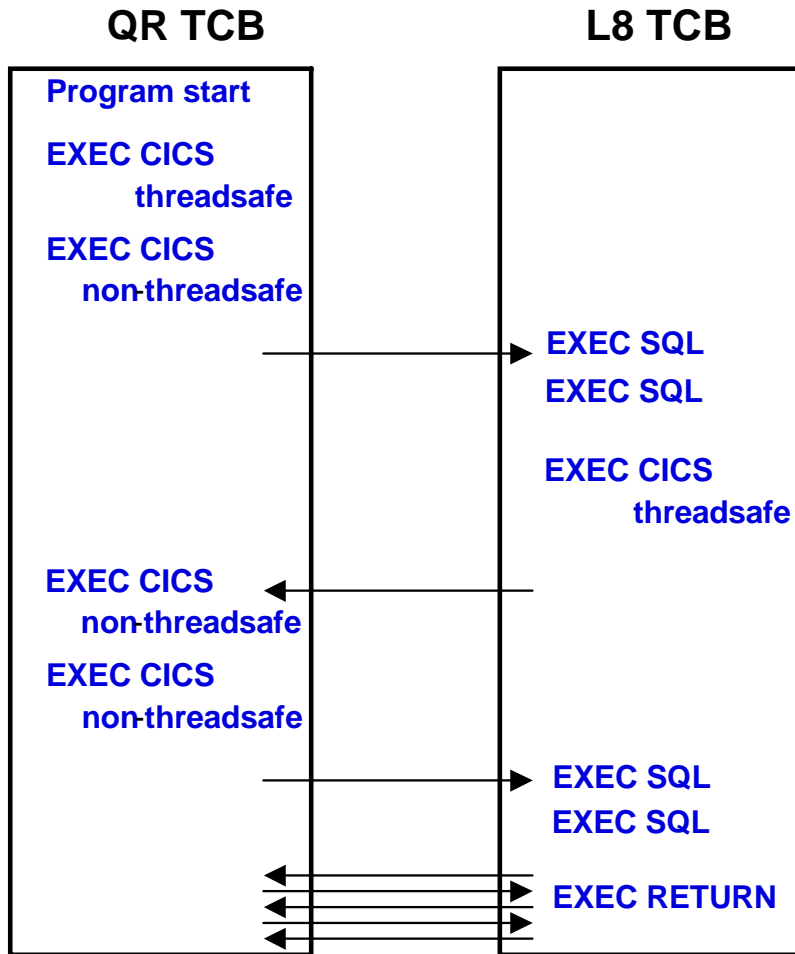 QR TCB
L8 TCB
Program start
EXEC CICS
threadsafe
EXEC CICS
non-threadsafe
EXEC SQL
EXEC SQL
EXEC CICS
threadsafe
EXEC CICS
non-threadsafe
EXEC CICS
non-threadsafe
EXEC SQL
EXEC SQL
EXEC RETURN